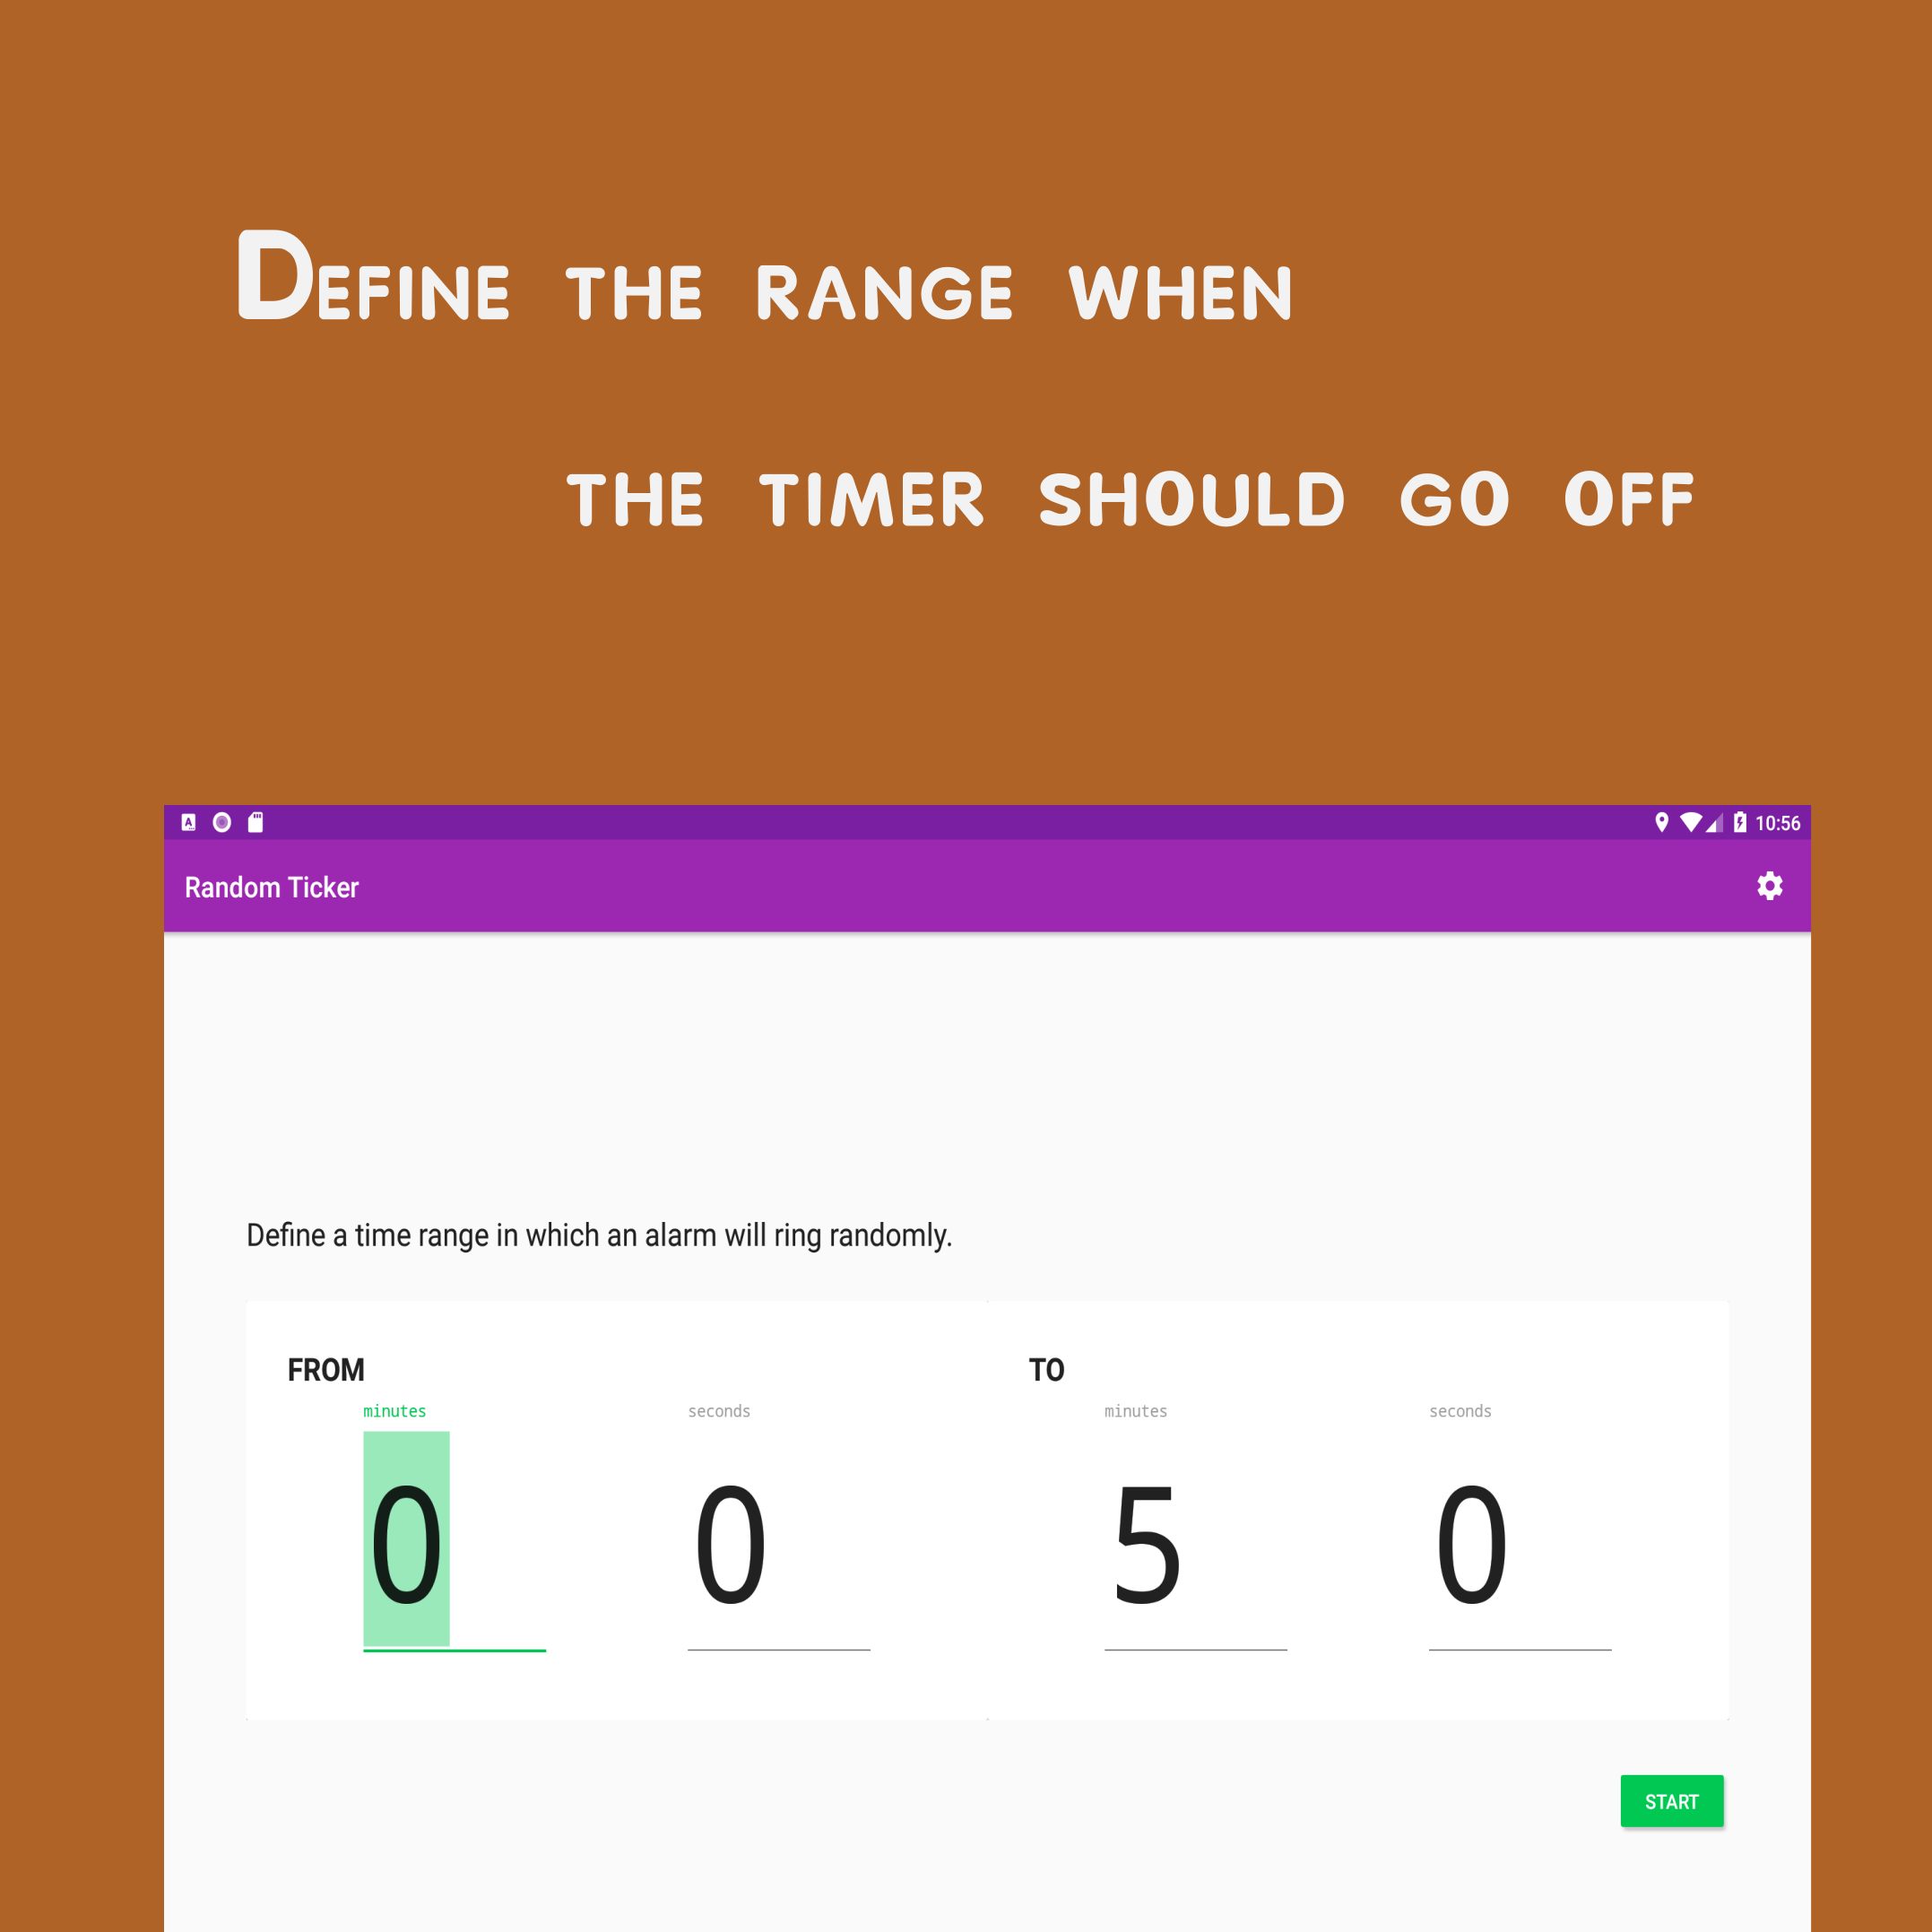 Define the range when
the timer should go off
10:56
Random Ticker
Define a time range in which an alarm will ring randomly.
FROM
TO
minutes
seconds
minutes
seconds
0
0
5
0
START